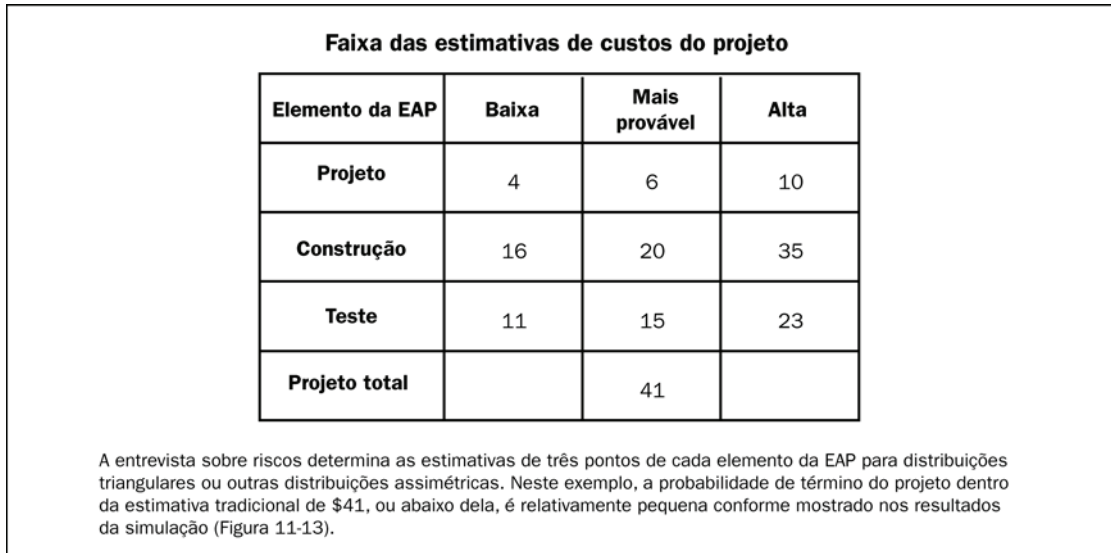 Faixa das estimativas de custos do projeto
Elemento da EAP Baixa Mais provável Alta
Projeto 4 6 10
Construção 16 20 35
Teste 11 15 23
Projeto total 41
A entrevista sobre riscos determina as estimativas de três pontos de cada elemento da EAP para distribuições
triangulares ou outras distribuições assimétricas. Neste exemplo, a probabilidade de término do projeto dentro
da estimativa tradicional de $41, ou abaixo dela, é relativamente pequena conforme mostrado nos resultados
da simulação (Figura 11-13).